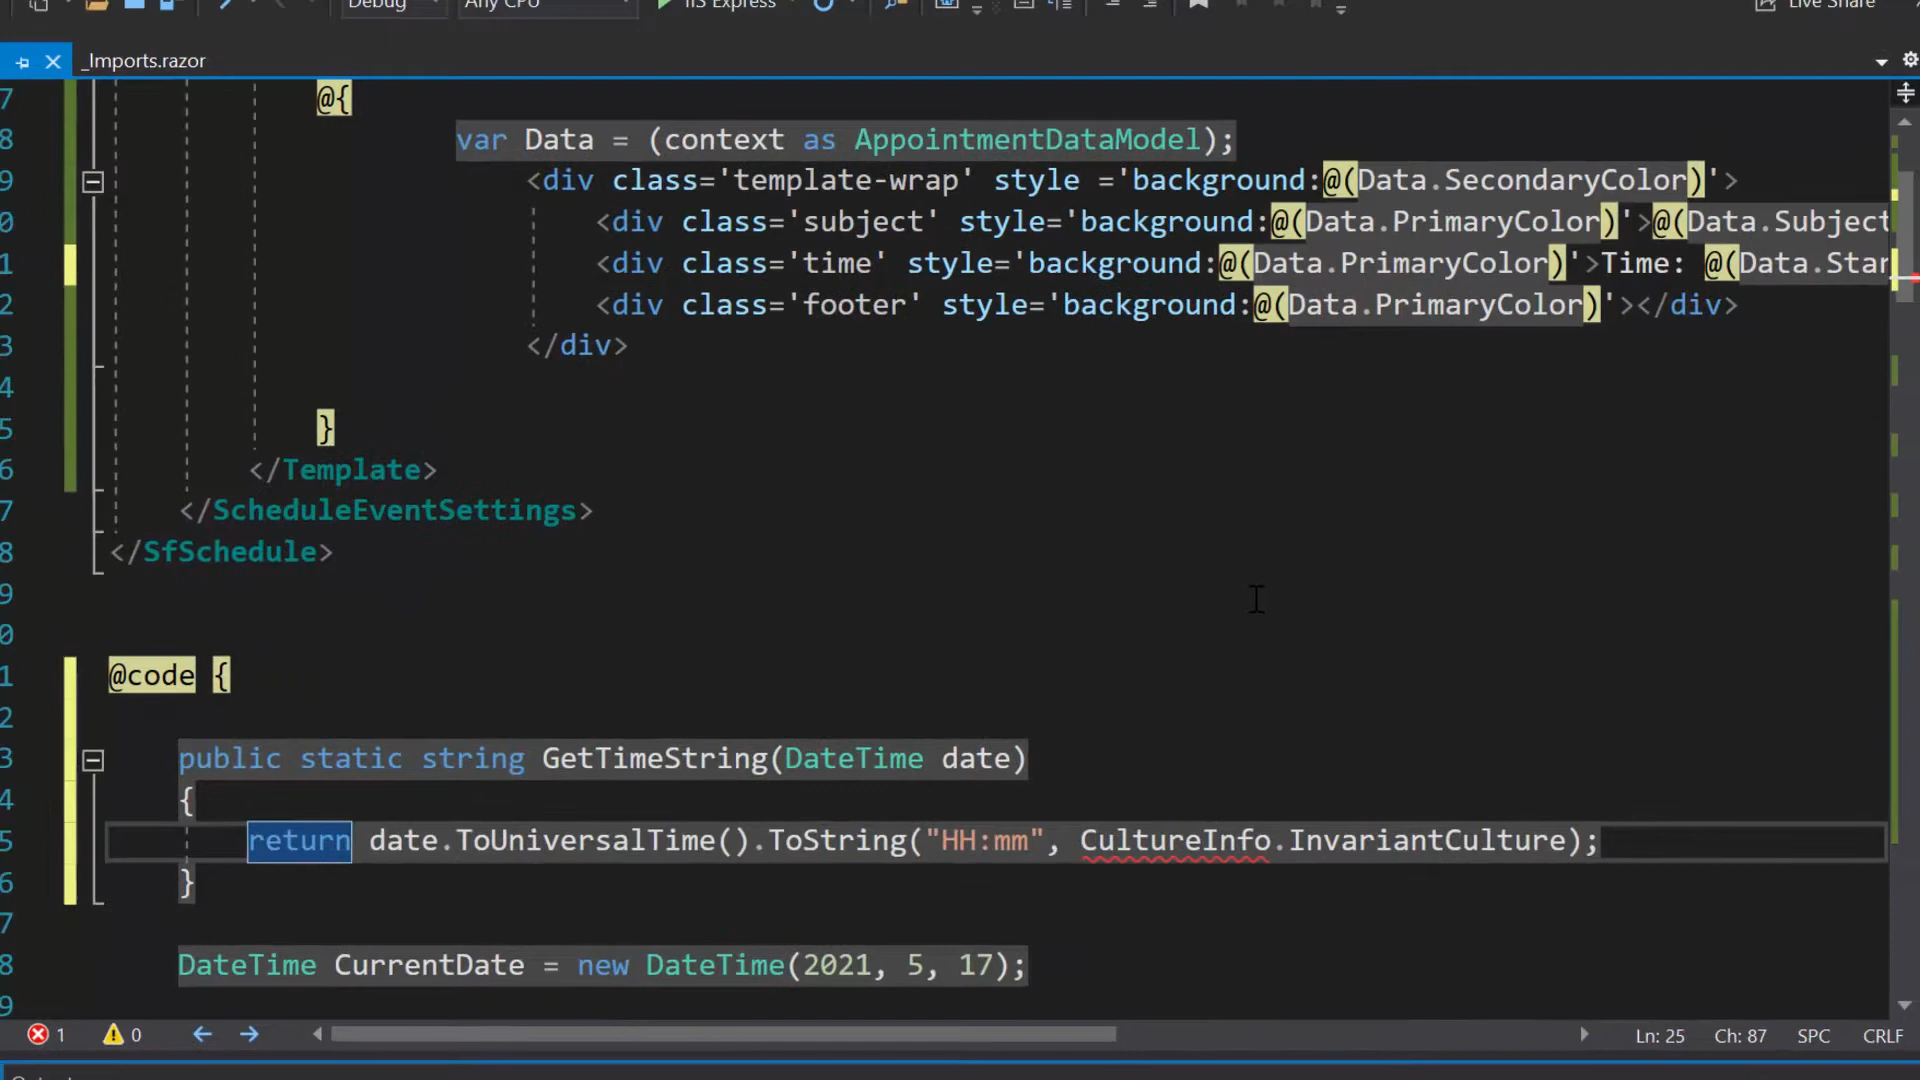 Debug Any CPU IIS Express Live Share
_Imports.razor
7 @{
8 var Data = (context as AppointmentDataModel);
9 <div class='template-wrap' style ='background:@(Data.SecondaryColor)'>
0 <div class='subject' style='background:@(Data.PrimaryColor)'>@(Data.Subject
1 <div class='time' style='background:@(Data.PrimaryColor)'>Time: @(Data.Star
2 <div class='footer' style='background:@(Data.PrimaryColor)'></div>
3 </div>
4
5 }
6 </Template>
7 </ScheduleEventSettings>
8 </SfSchedule>
9
0
1 @code {
2
3 public static string GetTimeString(DateTime date)
4 {
5 return date.ToUniversalTime().ToString("HH:mm", CultureInfo.InvariantCulture);
6 }
7
8 DateTime CurrentDate = new DateTime(2021, 5, 17);
9
1 0 Ln: 25 Ch: 87 SPC CRLF